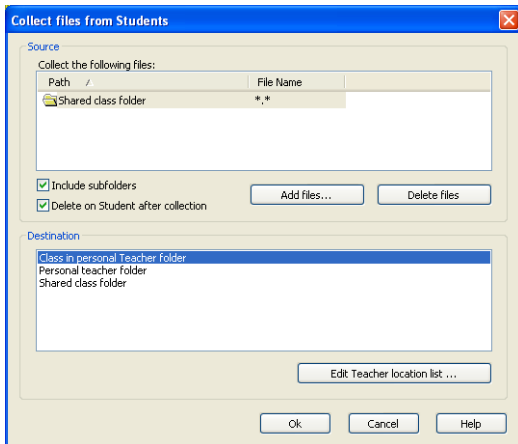 Collect files from Students
Source
Collect the following files:
Path File Name
Shared class folder *.*
Include subfolders
Delete on Student after collection
Add files... Delete files
Destination
Class in personal Teacher folder
Personal teacher folder
Shared class folder
Edit Teacher location list ...
Ok Cancel Help